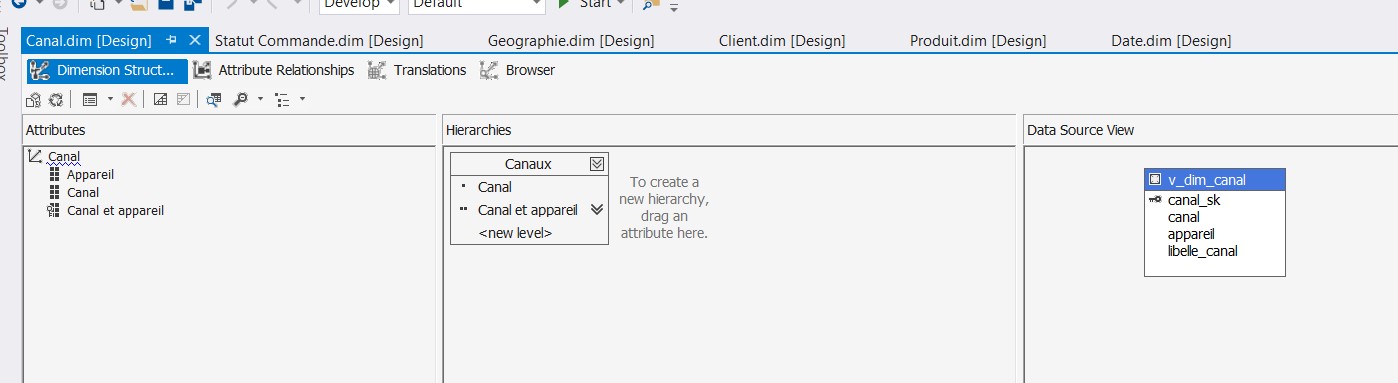 Develop Default Start
Toolbox
Canal.dim [Design] Statut Commande.dim [Design] Geographie.dim [Design] Client.dim [Design] Produit.dim [Design] Date.dim [Design]
Dimension Struct... Attribute Relationships Translations Browser
Attributes
Canal
Appareil
Canal
Canal et appareil
Hierarchies
Canaux
Canal
Canal et appareil
<new level>
To create a
new hierarchy,
drag an
attribute here.
Data Source View
v_dim_canal
canal_sk
canal
appareil
libelle_canal